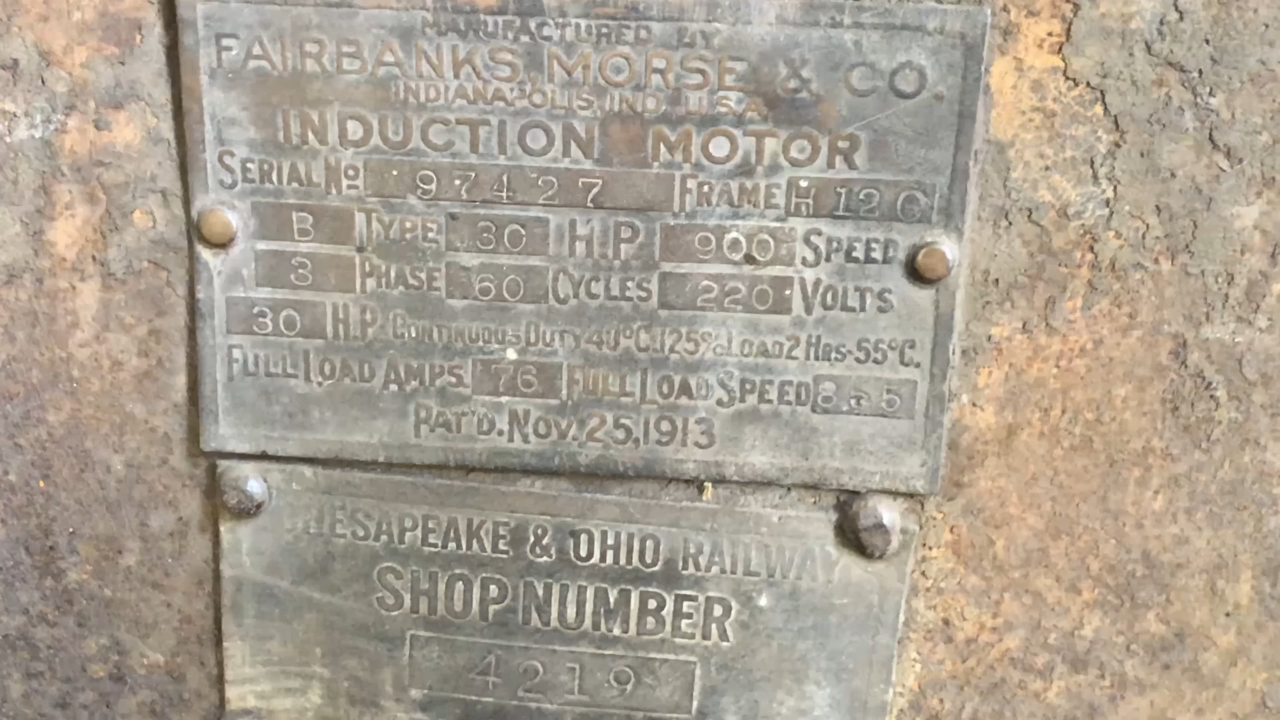 MANUFACTURED BY
FAIRBANKS, MORSE & CO.
INDIANAPOLIS, IND. U.S.A.
INDUCTION MOTOR
SERIAL No 97427 FRAME H 12 C
B TYPE 30 H.P. 900 SPEED
3 PHASE 60 CYCLES 220 VOLTS
30 H.P. CONTINUOUS DUTY 40°C. 125% LOAD 2 HRS-55°C.
FULL LOAD AMPS. 76 FULL LOAD SPEED
PAT'D. NOV. 25, 1913
CHESAPEAKE & OHIO RAILWAY
SHOP NUMBER
4219